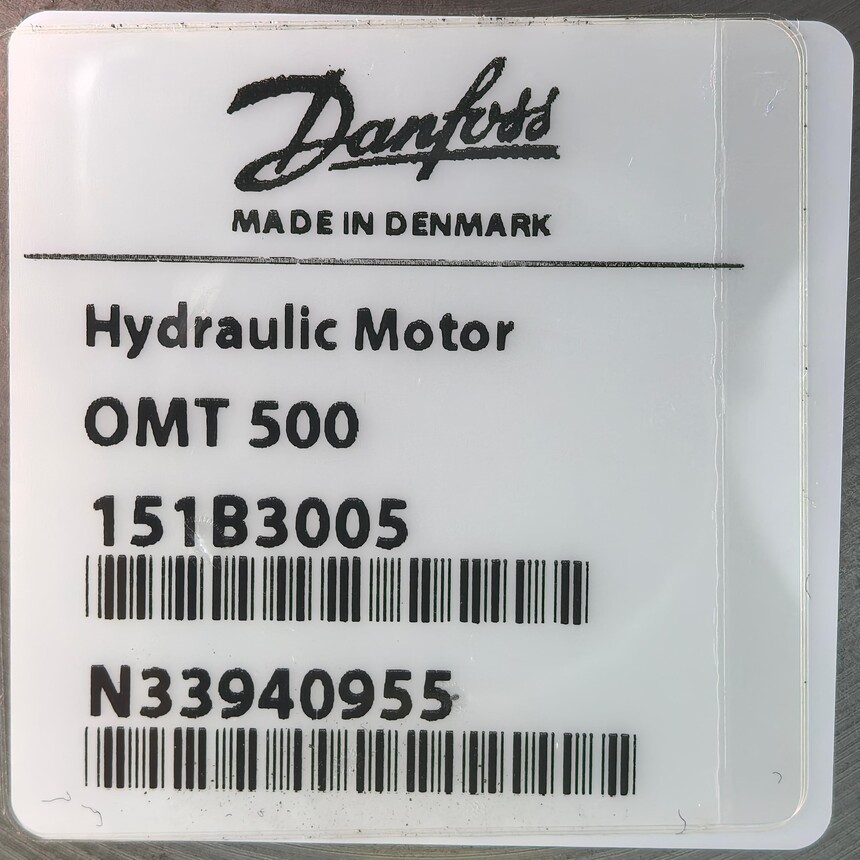 Danfoss
MADE IN DENMARK
Hydraulic Motor
OMT 500
151B3005
N33940955